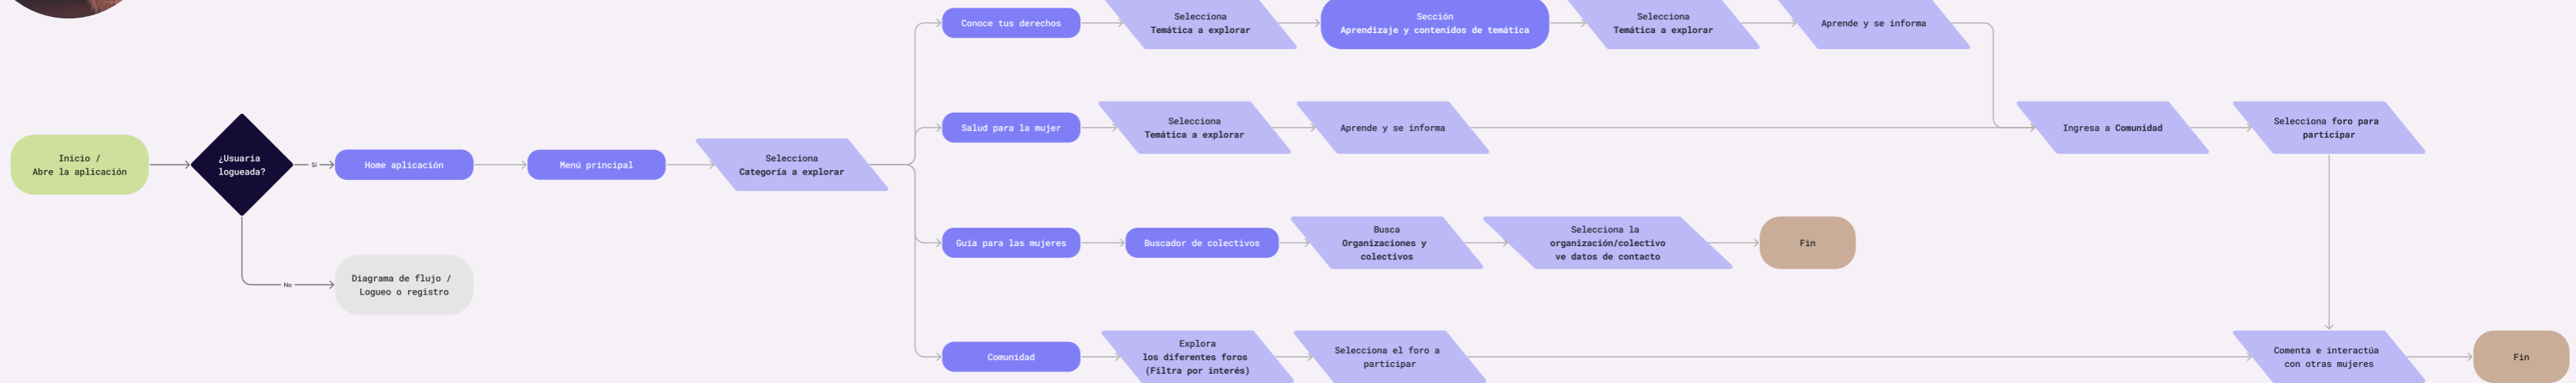 Inicio /
Abre la aplicación
¿Usuaria
logueada?
Si
No
Home aplicación
Diagrama de flujo /
Logueo o registro
Menú principal
Selecciona
Categoría a explorar
Conoce tus derechos
Selecciona
Temática a explorar
Sección
Aprendizaje y contenidos de temática
Selecciona
Temática a explorar
Aprende y se informa
Salud para la mujer
Selecciona
Temática a explorar
Aprende y se informa
Ingresa a Comunidad
Selecciona foro para
participar
Guía para las mujeres
Buscador de colectivos
Busca
Organizaciones y
colectivos
Selecciona la
organización/colectivo
ve datos de contacto
Fin
Comunidad
Explora
los diferentes foros
(Filtra por interés)
Selecciona el foro a
participar
Comenta e interactúa
con otras mujeres
Fin